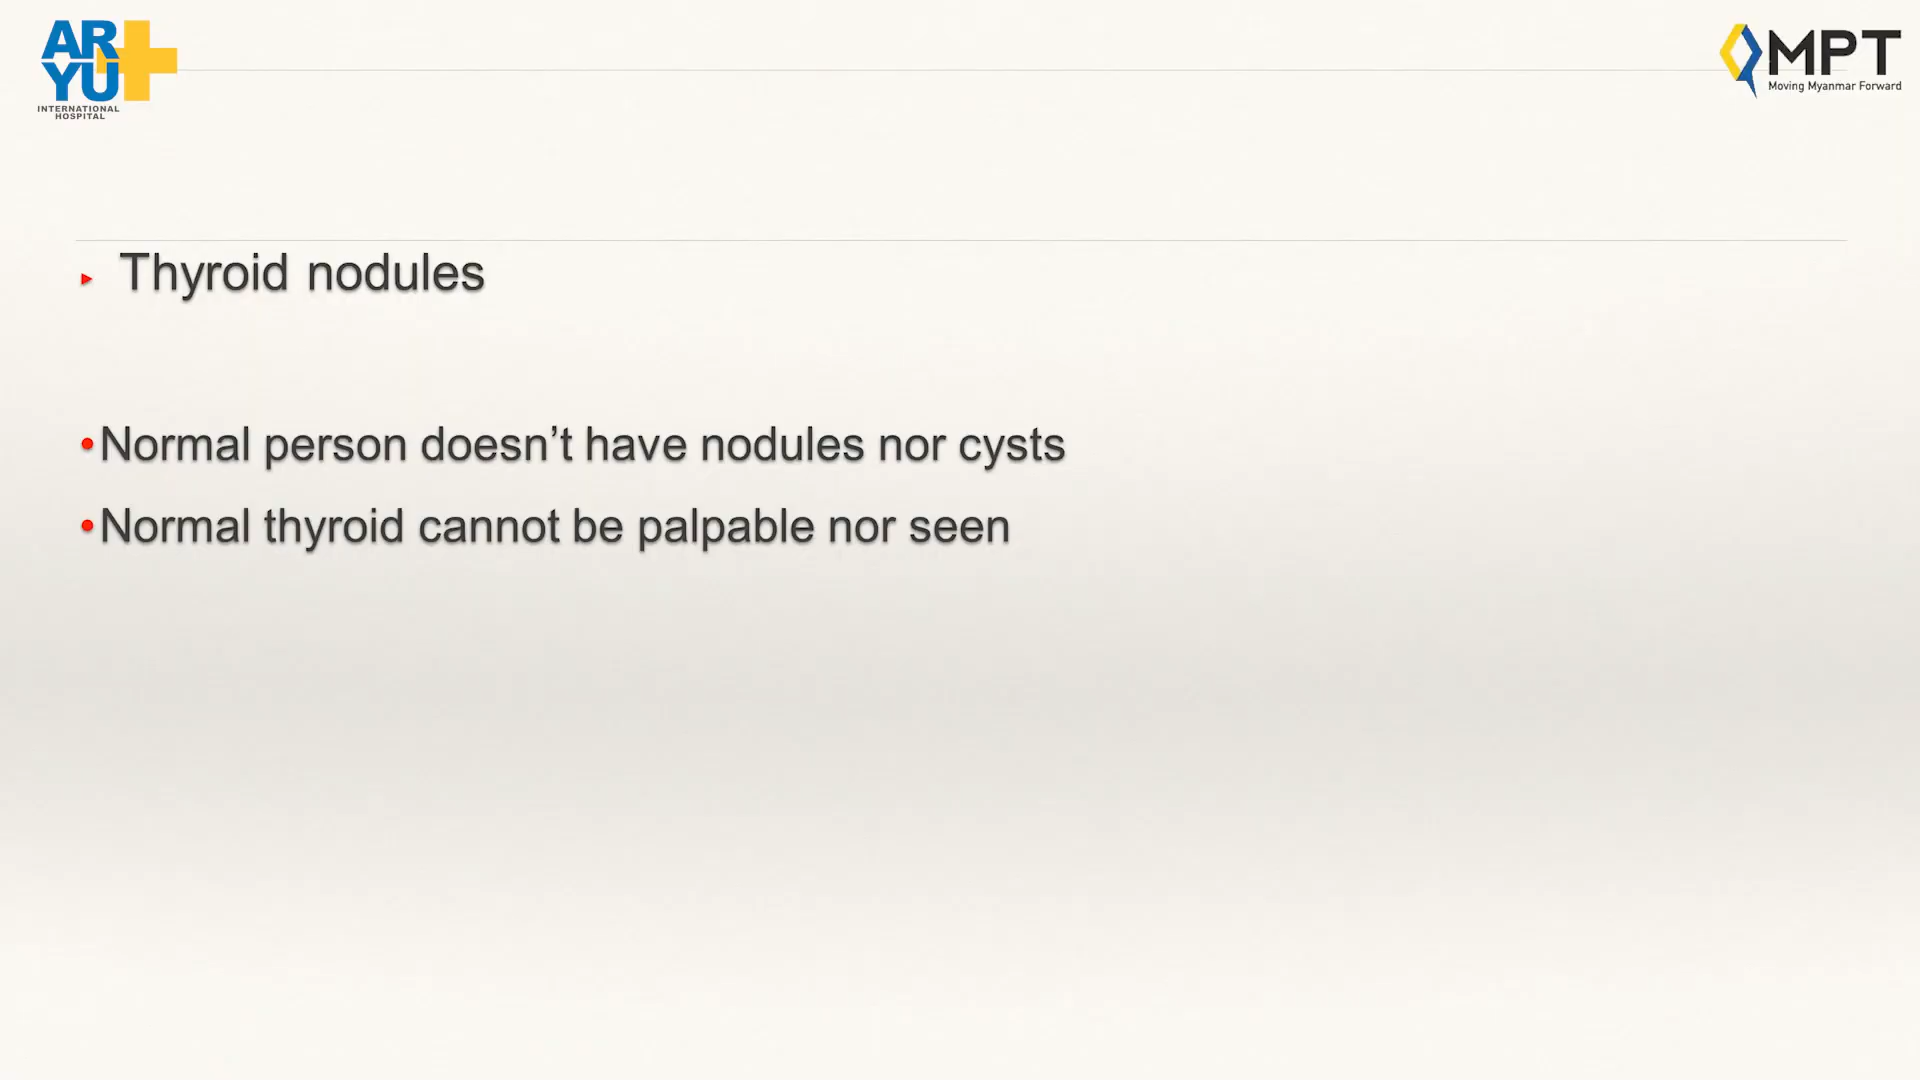 AR
YU
INTERNATIONAL
HOSPITAL
MPT
Moving Myanmar Forward
Thyroid nodules
•Normal person doesn’t have nodules nor cysts
•Normal thyroid cannot be palpable nor seen